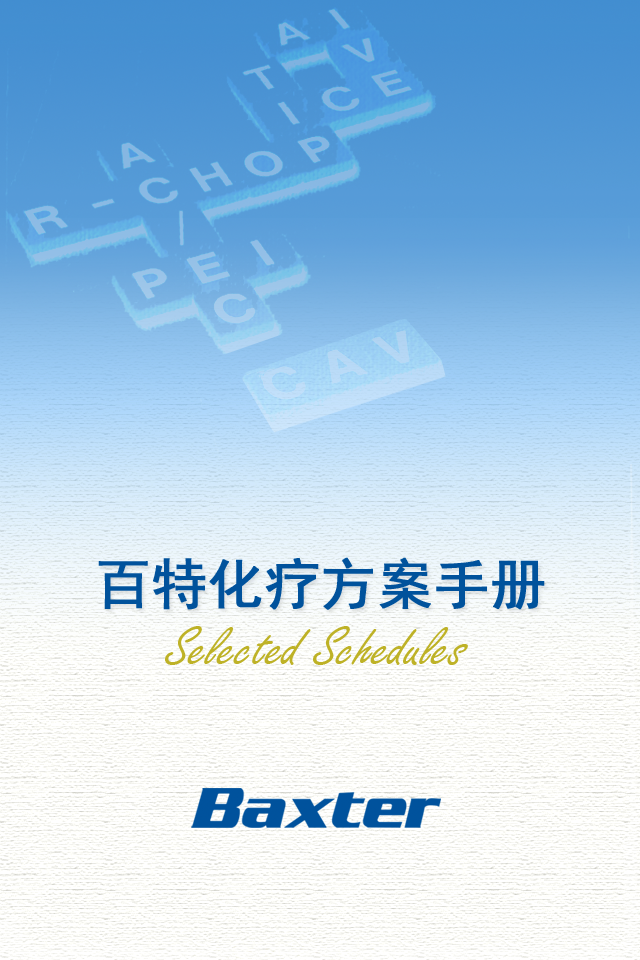 A I
T V
I C E
R - C H O P
A
/
P E I
C
C A V
百特化疗方案手册
Selected Schedules
Baxter